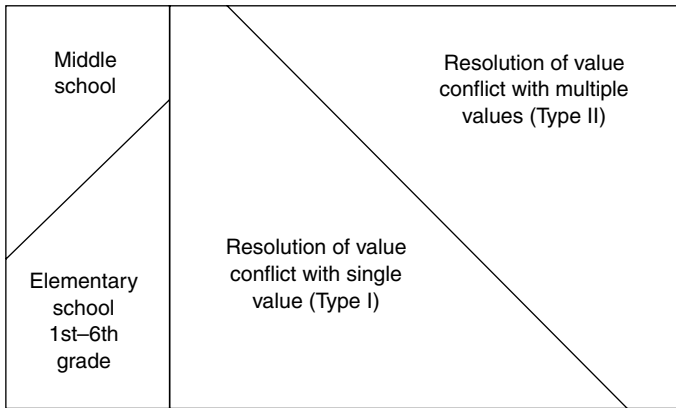 Middle
school
Resolution of value
conflict with multiple
values (Type II)
Resolution of value
conflict with single
value (Type I)
Elementary
school
1st–6th
grade